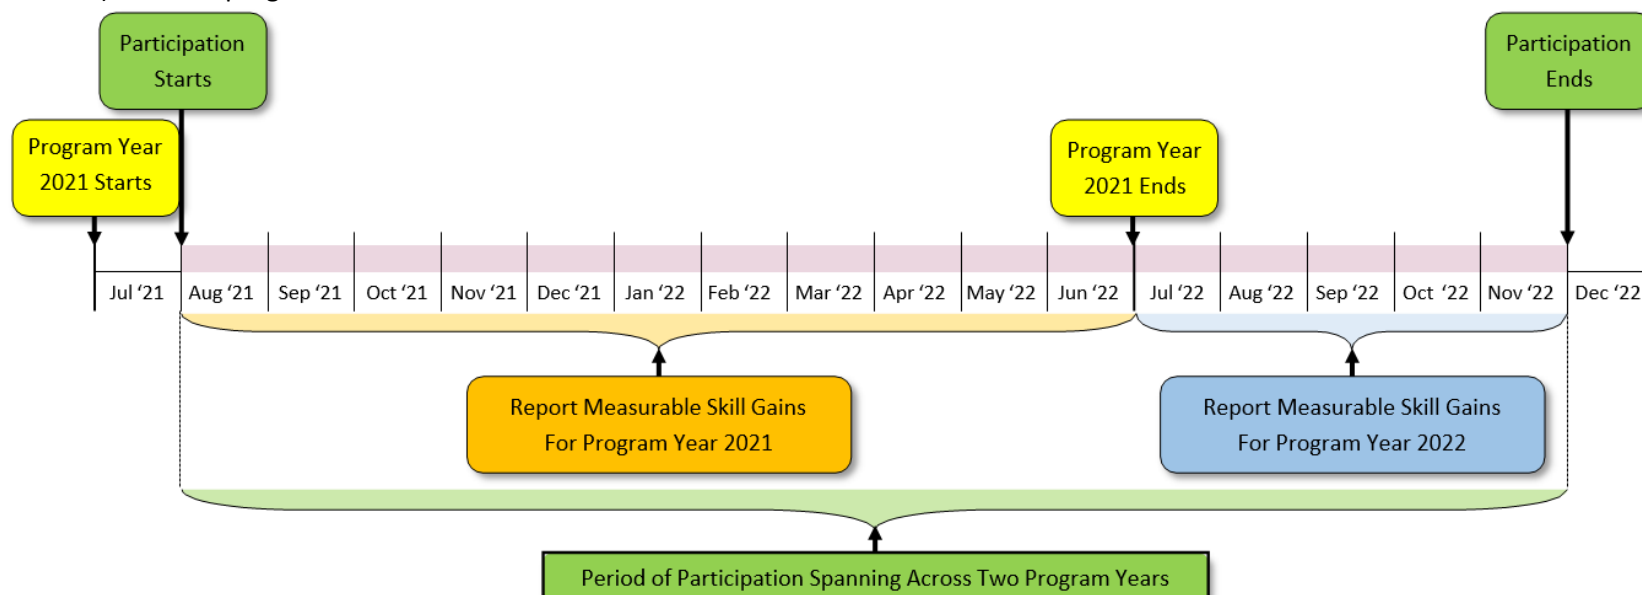 Participation
Starts
Participation
Ends
Program Year
2021 Starts
Program Year
2021 Ends
Jul ‘21
Aug ‘21
Sep ‘21
Oct ‘21
Nov ‘21
Dec ‘21
Jan ‘22
Feb ‘22
Mar ‘22
Apr ‘22
May ‘22
Jun ‘22
Jul ‘22
Aug ‘22
Sep ‘22
Oct ‘22
Nov ‘22
Dec ‘22
Report Measurable Skill Gains
For Program Year 2021
Report Measurable Skill Gains
For Program Year 2022
Period of Participation Spanning Across Two Program Years